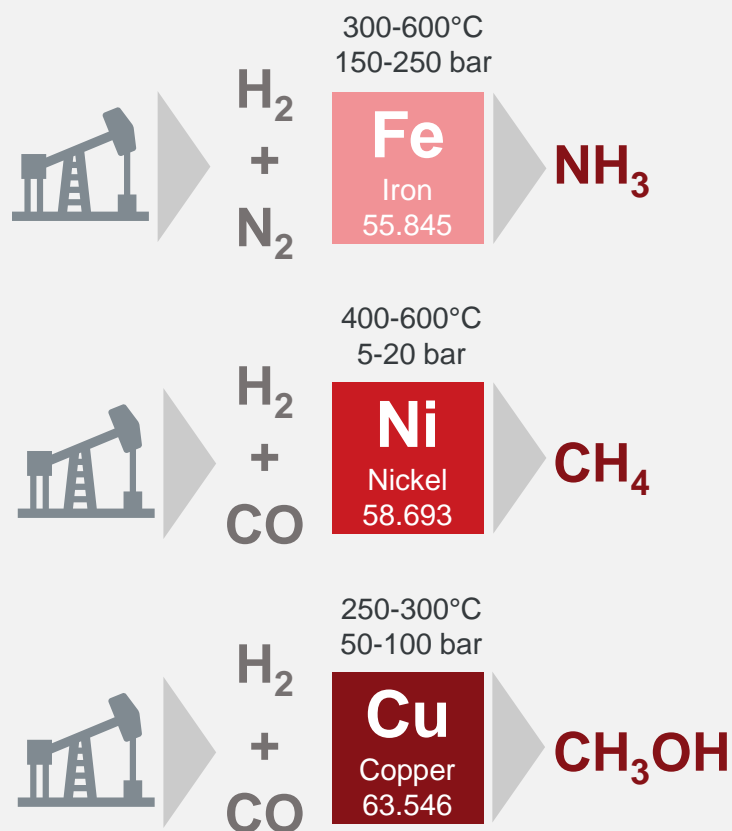 300-600°C
150-250 bar
H₂
+
N₂
Fe
Iron
55.845
NH₃
400-600°C
5-20 bar
H₂
+
CO
Ni
Nickel
58.693
CH₄
250-300°C
50-100 bar
H₂
+
CO
Cu
Copper
63.546
CH₃OH